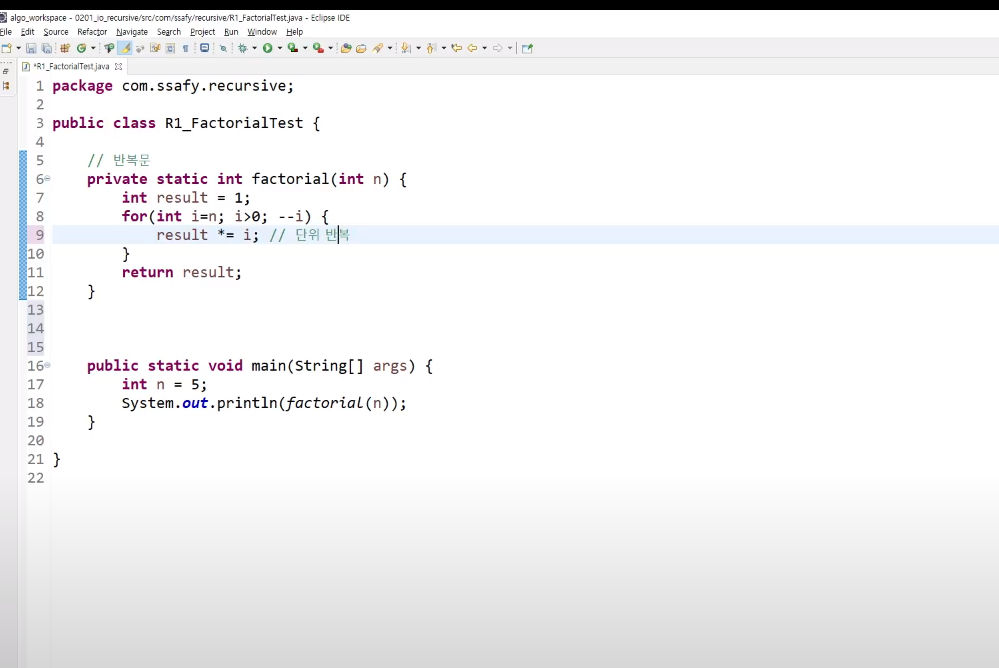 algo_workspace - 0201_io_recursive/src/com/ssafy/recursive/R1_FactorialTest.java - Eclipse IDE
File Edit Source Refactor Navigate Search Project Run Window Help
*R1_FactorialTest.java
1 package com.ssafy.recursive;
2
3 public class R1_FactorialTest {
4
5 // 반복문
6 private static int factorial(int n) {
7 int result = 1;
8 for(int i=n; i>0; --i) {
9 result *= i; // 단위 반복
10 }
11 return result;
12 }
13
14
15
16 public static void main(String[] args) {
17 int n = 5;
18 System.out.println(factorial(n));
19 }
20
21 }
22